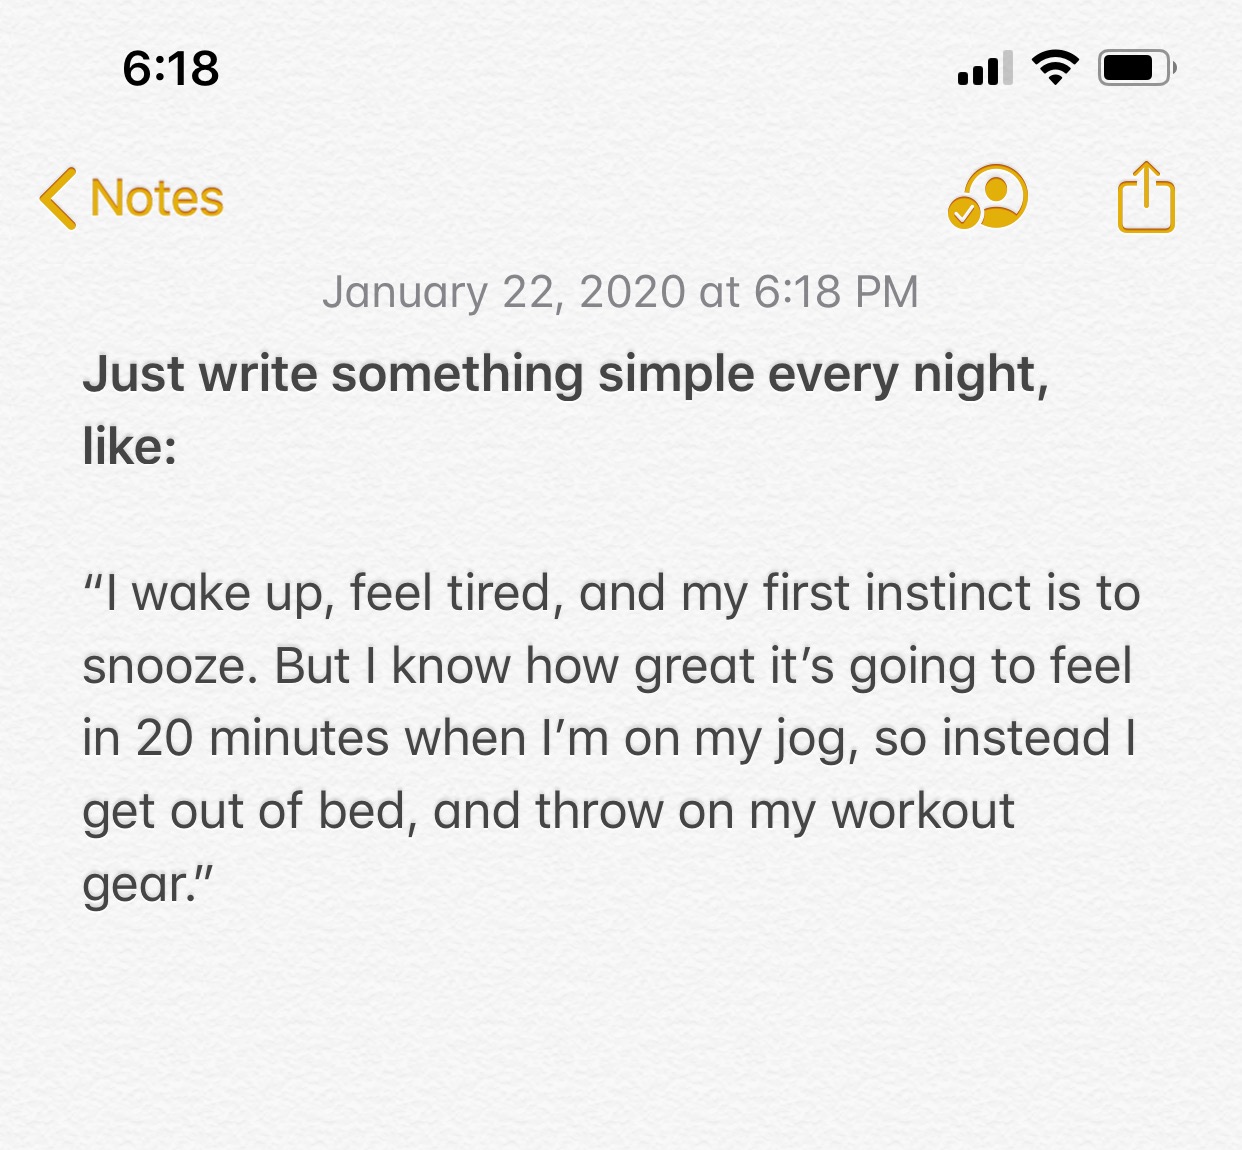 6:18
Notes
January 22, 2020 at 6:18 PM
Just write something simple every night,
like:
“I wake up, feel tired, and my first instinct is to
snooze. But I know how great it’s going to feel
in 20 minutes when I’m on my jog, so instead I
get out of bed, and throw on my workout
gear.”